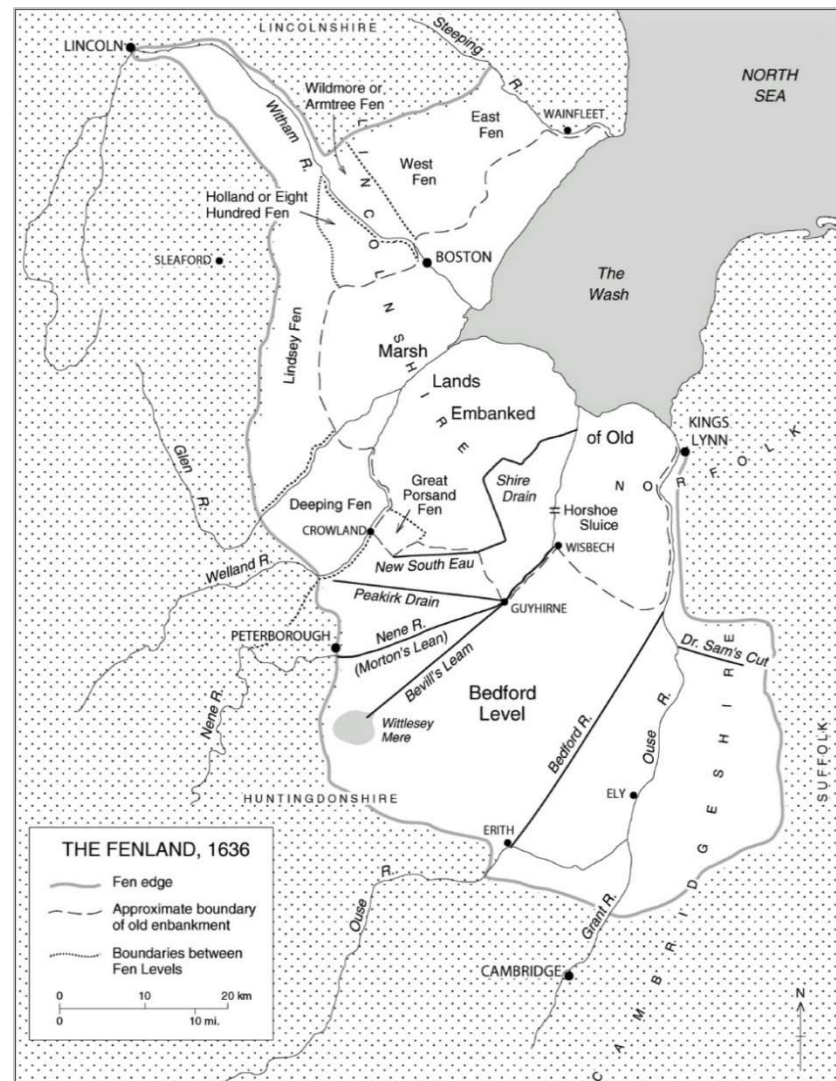 LINCOLNSHIRE
LINCOLN
Steeping
R.
NORTH
SEA
Wildmore or
Armtree Fen
East
Fen
WAINFLEET
Witham
R.
West
Fen
LINCOLNSHIRE
Holland or Eight
Hundred Fen
SLEAFORD
BOSTON
The
Wash
Lindsey Fen
Marsh
Lands
Embanked
of Old
KINGS
LYNN
NORFOLK
Glen
R.
Great
Porsand
Fen
Shire
Drain
Deeping Fen
Horshoe
Sluice
CROWLAND
WISBECH
New South Eau
Welland R.
Peakirk Drain
GUYHIRNE
PETERBOROUGH
Nene R.
(Morton's Lean)
Dr. Sam's Cut
Bevill's Leam
Nene R.
Bedford
Level
Wittlesey
Mere
Bedford R.
Ouse
R.
SUFFOLK
HUNTINGDONSHIRE
ELY
ERITH
CAMBRIDGESHIRE
THE FENLAND, 1636
Fen edge
Approximate boundary
of old enbankment
Boundaries between
Fen Levels
0 10 20 km
0 10 mi.
Ouse
R.
Grant R.
CAMBRIDGE
N